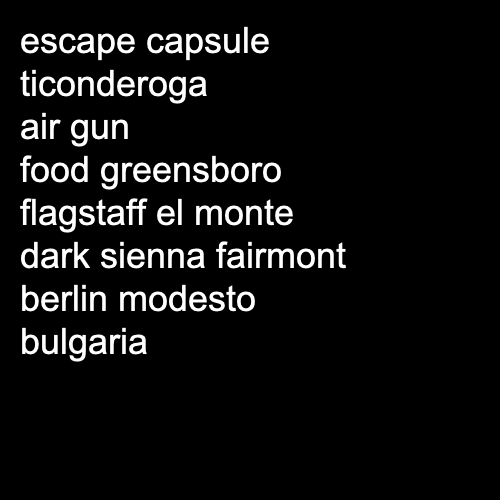 escape capsule
ticonderoga
air gun
food greensboro
flagstaff el monte
dark sienna fairmont
berlin modesto
bulgaria